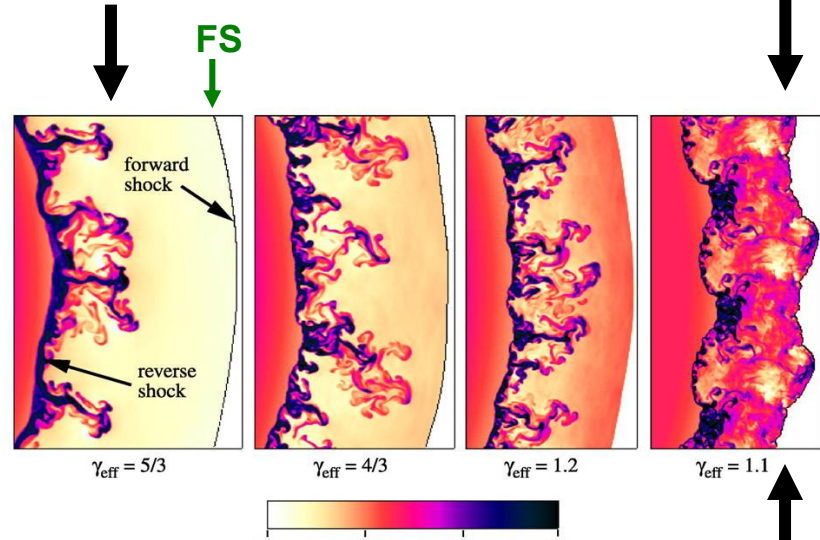 FS
forward
shock
reverse
shock
γeff = 5/3
γeff = 4/3
γeff = 1.2
γeff = 1.1